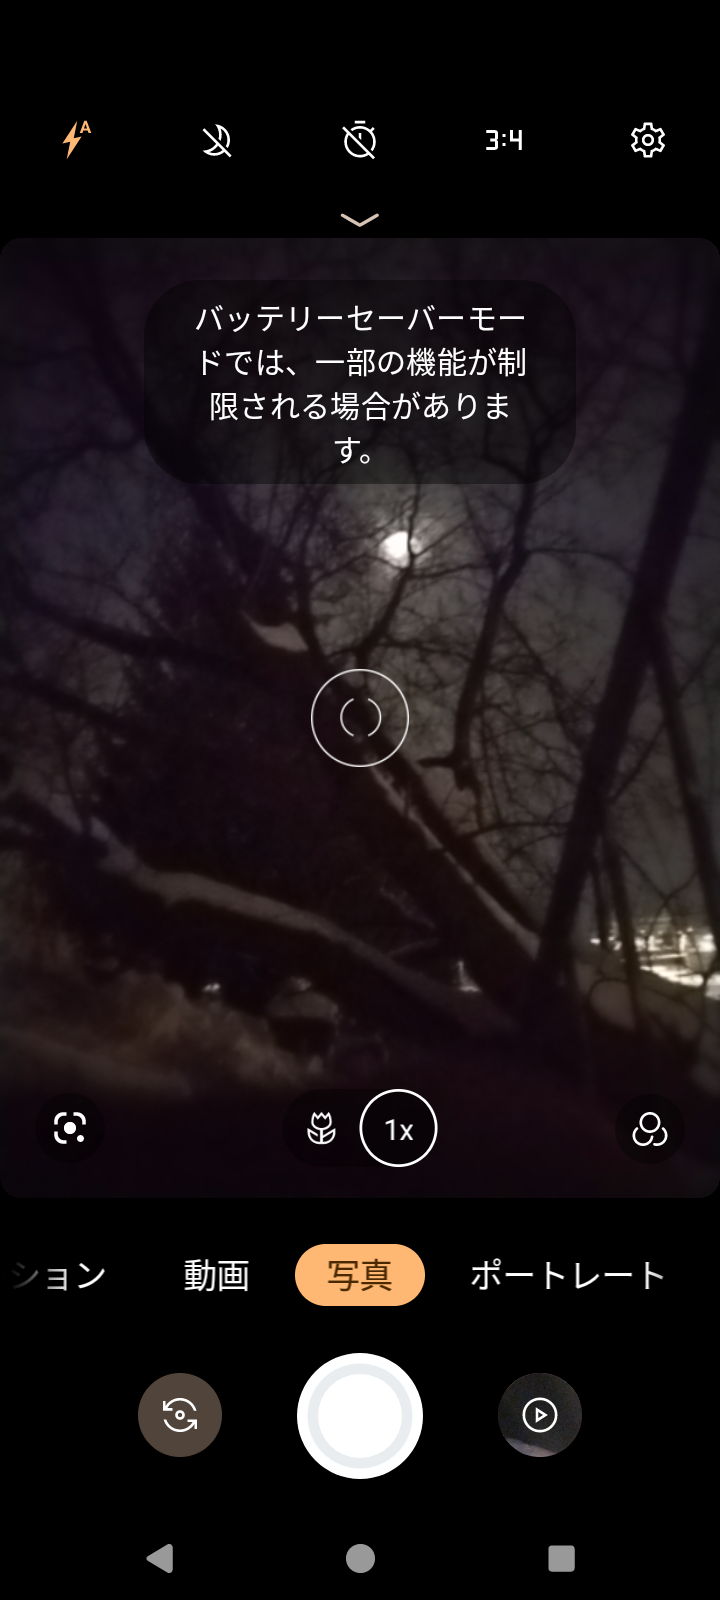 A
3:4
バッテリーセーバーモー
ドでは、一部の機能が制
限される場合がありま
す。
1x
ション
動画
写真
ポートレート